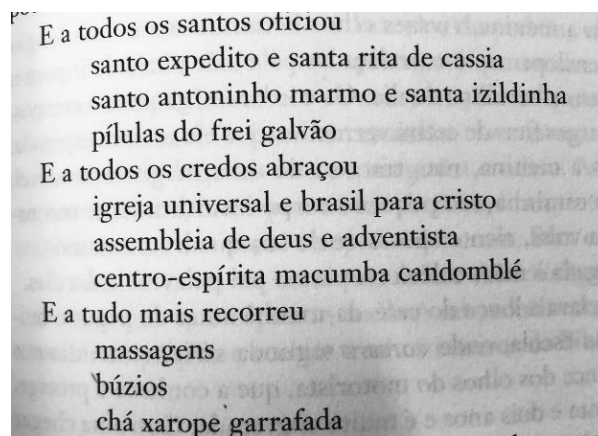 E a todos os santos oficiou
santo expedito e santa rita de cassia
santo antoninho marmo e santa izildinha
pílulas do frei galvão
E a todos os credos abraçou
igreja universal e brasil para cristo
assembleia de deus e adventista
centro-espírita macumba candomblé
E a tudo mais recorreu
massagens
búzios
chá xarope garrafada